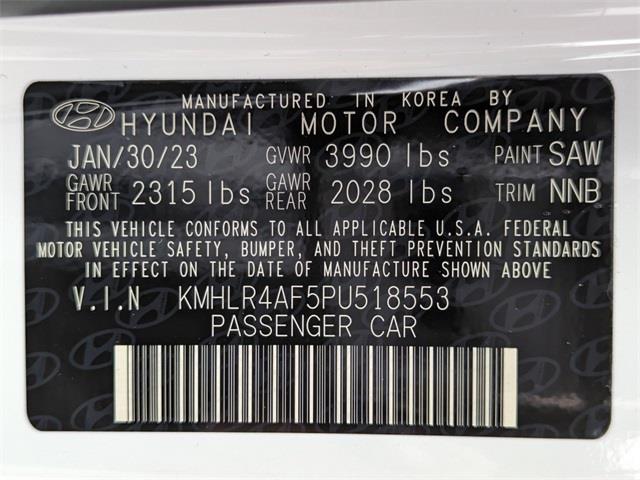 MANUFACTURED IN KOREA BY
HYUNDAI MOTOR COMPANY
JAN/30/23 GVWR 3990 lbs PAINT SAW
GAWR FRONT 2315 lbs GAWR REAR 2028 lbs TRIM NNB
THIS VEHICLE CONFORMS TO ALL APPLICABLE U.S.A. FEDERAL
MOTOR VEHICLE SAFETY, BUMPER, AND THEFT PREVENTION STANDARDS
IN EFFECT ON THE DATE OF MANUFACTURE SHOWN ABOVE
V.I.N KMHLR4AF5PU518553
PASSENGER CAR